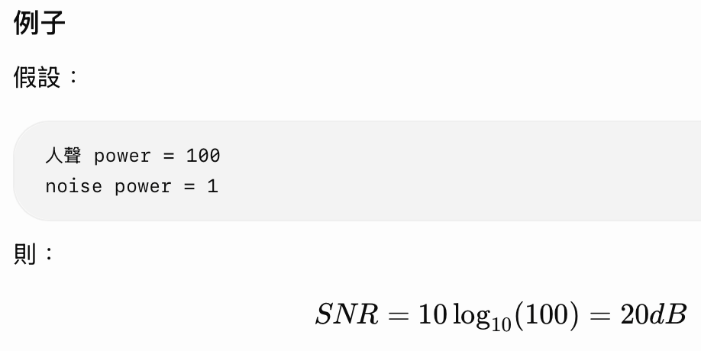 例子
假設：
人聲 power = 100
noise power = 1
則：
SNR = 10 log₁₀(100) = 20dB